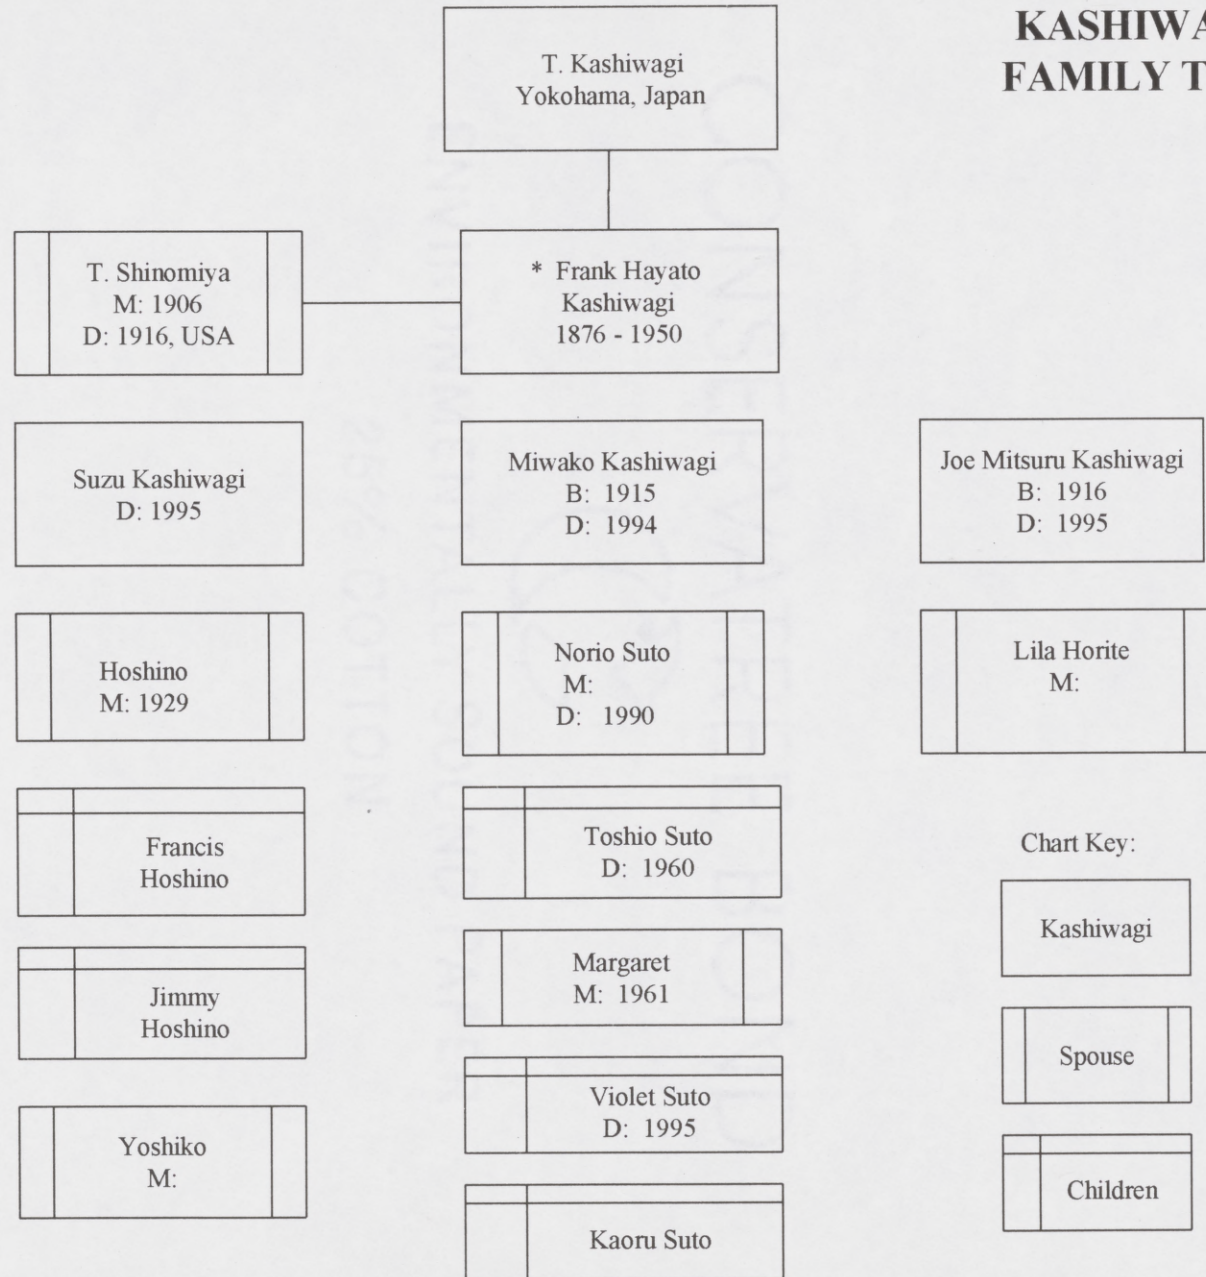 KASHIWA
FAMILY T
T. Kashiwagi
Yokohama, Japan
T. Shinomiya
M: 1906
D: 1916, USA
* Frank Hayato
Kashiwagi
1876 - 1950
Suzu Kashiwagi
D: 1995
Miwako Kashiwagi
B: 1915
D: 1994
Joe Mitsuru Kashiwagi
B: 1916
D: 1995
Hoshino
M: 1929
Norio Suto
M:
D: 1990
Lila Horite
M:
Francis
Hoshino
Jimmy
Hoshino
Yoshiko
M:
Toshio Suto
D: 1960
Margaret
M: 1961
Violet Suto
D: 1995
Kaoru Suto
Chart Key:
Kashiwagi
Spouse
Children